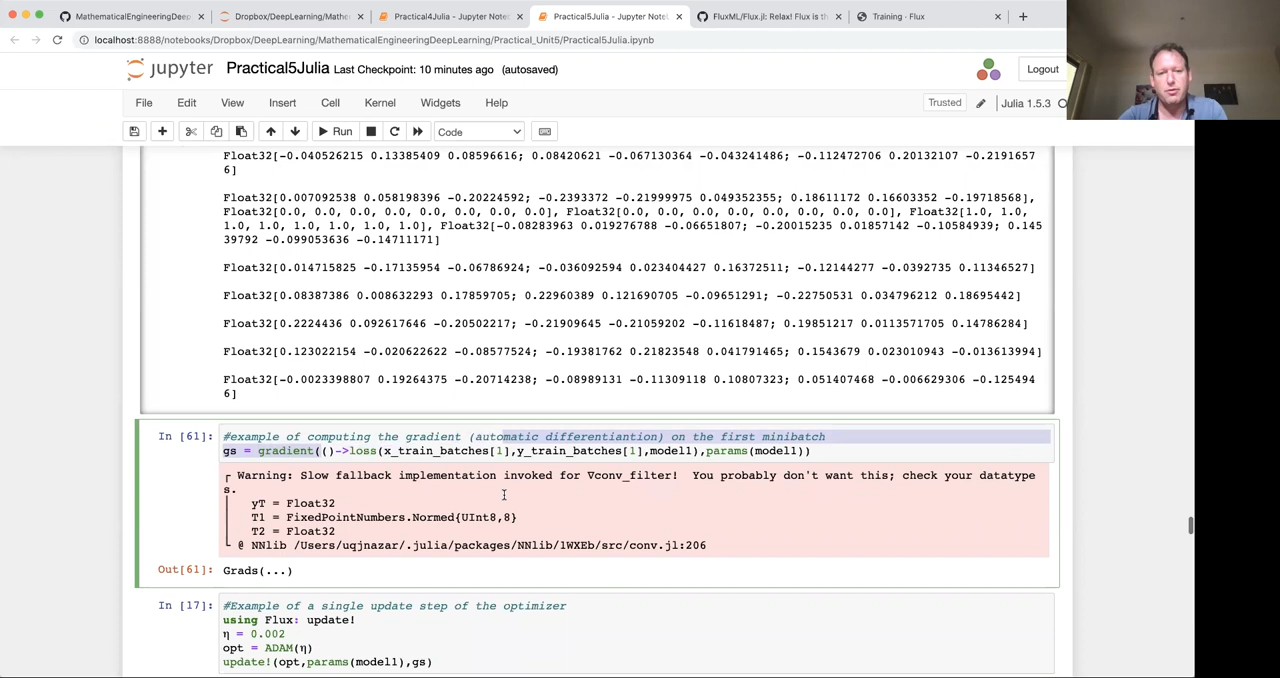 MathematicalEngineeringDeep
Dropbox/DeepLearning/Mathem
Practical4Julia - Jupyter Note
Practical5Julia - Jupyter Note
FluxML/Flux.jl: Relax! Flux is th
Training · Flux
localhost:8888/notebooks/Dropbox/DeepLearning/MathematicalEngineeringDeepLearning/Practical_Unit5/Practical5Julia.ipynb
jupyter Practical5Julia Last Checkpoint: 10 minutes ago (autosaved)
Logout
File Edit View Insert Cell Kernel Widgets Help
Trusted
Julia 1.5.3
Run
Code
Float32[-0.040526215 0.13385409 0.08596616; 0.08420621 -0.067130364 -0.043241486; -0.112472706 0.20132107 -0.2191657
6]
Float32[0.007092538 0.058198396 -0.20224592; -0.2393372 -0.21999975 0.049352355; 0.18611172 0.16603352 -0.19718568],
Float32[0.0, 0.0, 0.0, 0.0, 0.0, 0.0, 0.0, 0.0], Float32[0.0, 0.0, 0.0, 0.0, 0.0, 0.0, 0.0, 0.0], Float32[1.0, 1.0,
1.0, 1.0, 1.0, 1.0, 1.0, 1.0], Float32[-0.08283963 0.019276788 -0.06651807; -0.20015235 0.01857142 -0.10584939; 0.145
39792 -0.099053636 -0.14711171]
Float32[0.014715825 -0.17135954 -0.06786924; -0.036092594 0.023404427 0.16372511; -0.12144277 -0.0392735 0.11346527]
Float32[0.08387386 0.008632293 0.17859705; 0.22960389 0.121690705 -0.09651291; -0.22750531 0.034796212 0.18695442]
Float32[0.2224436 0.092617646 -0.20502217; -0.21909645 -0.21059202 -0.11618487; 0.19851217 0.0113571705 0.14786284]
Float32[0.123022154 -0.020622622 -0.08577524; -0.19381762 0.21823548 0.041791465; 0.1543679 0.023010943 -0.013613994]
Float32[-0.0023398807 0.19264375 -0.20714238; -0.08989131 -0.11309118 0.10807323; 0.051407468 -0.006629306 -0.125494
6]
In [61]: #example of computing the gradient (automatic differentiantion) on the first minibatch
gs = gradient(()->loss(x_train_batches[1],y_train_batches[1],model1),params(model1))
┌ Warning: Slow fallback implementation invoked for ∇conv_filter! You probably don't want this; check your datatype
s.
│ yT = Float32
│ T1 = FixedPointNumbers.Normed{UInt8,8}
│ T2 = Float32
└ @ NNlib /Users/uqjnazar/.julia/packages/NNlib/1WXEb/src/conv.jl:206
Out[61]: Grads(...)
In [17]: #Example of a single update step of the optimizer
using Flux: update!
η = 0.002
opt = ADAM(η)
update!(opt,params(model1),gs)